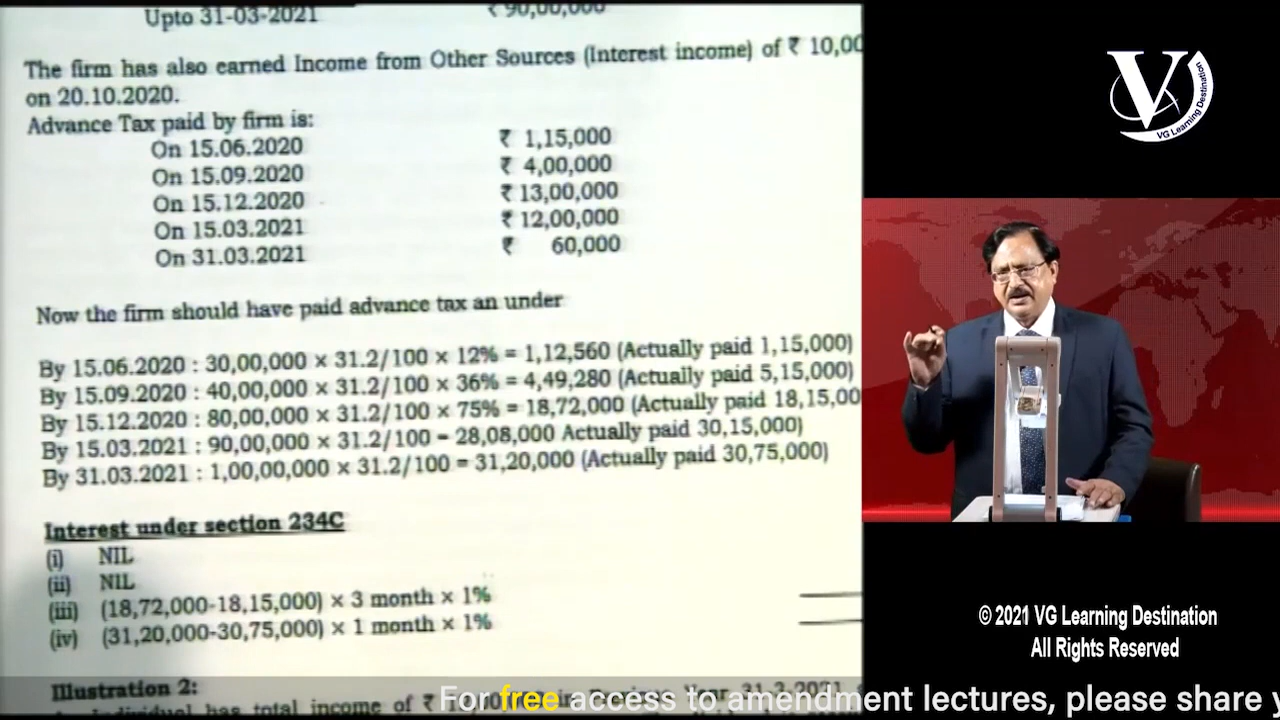 Upto 31-03-2021 ₹ 90,00,000
The firm has also earned Income from Other Sources (Interest income) of ₹ 10,00
on 20.10.2020.
Advance Tax paid by firm is:
On 15.06.2020 ₹ 1,15,000
On 15.09.2020 ₹ 4,00,000
On 15.12.2020 ₹ 13,00,000
On 15.03.2021 ₹ 12,00,000
On 31.03.2021 ₹ 60,000
Now the firm should have paid advance tax an under
By 15.06.2020 : 30,00,000 × 31.2/100 × 12% = 1,12,560 (Actually paid 1,15,000)
By 15.09.2020 : 40,00,000 × 31.2/100 × 36% = 4,49,280 (Actually paid 5,15,000)
By 15.12.2020 : 80,00,000 × 31.2/100 × 75% = 18,72,000 (Actually paid 18,15,00
By 15.03.2021 : 90,00,000 × 31.2/100 = 28,08,000 Actually paid 30,15,000)
By 31.03.2021 : 1,00,00,000 × 31.2/100 = 31,20,000 (Actually paid 30,75,000)
Interest under section 234C
(i) NIL
(ii) NIL
(iii) (18,72,000-18,15,000) × 3 month × 1%
(iv) (31,20,000-30,75,000) × 1 month × 1%
Illustration 2:
individual has total income of ₹
For free access to amendment lectures, please share y
V
VG Learning Destination
© 2021 VG Learning Destination
All Rights Reserved